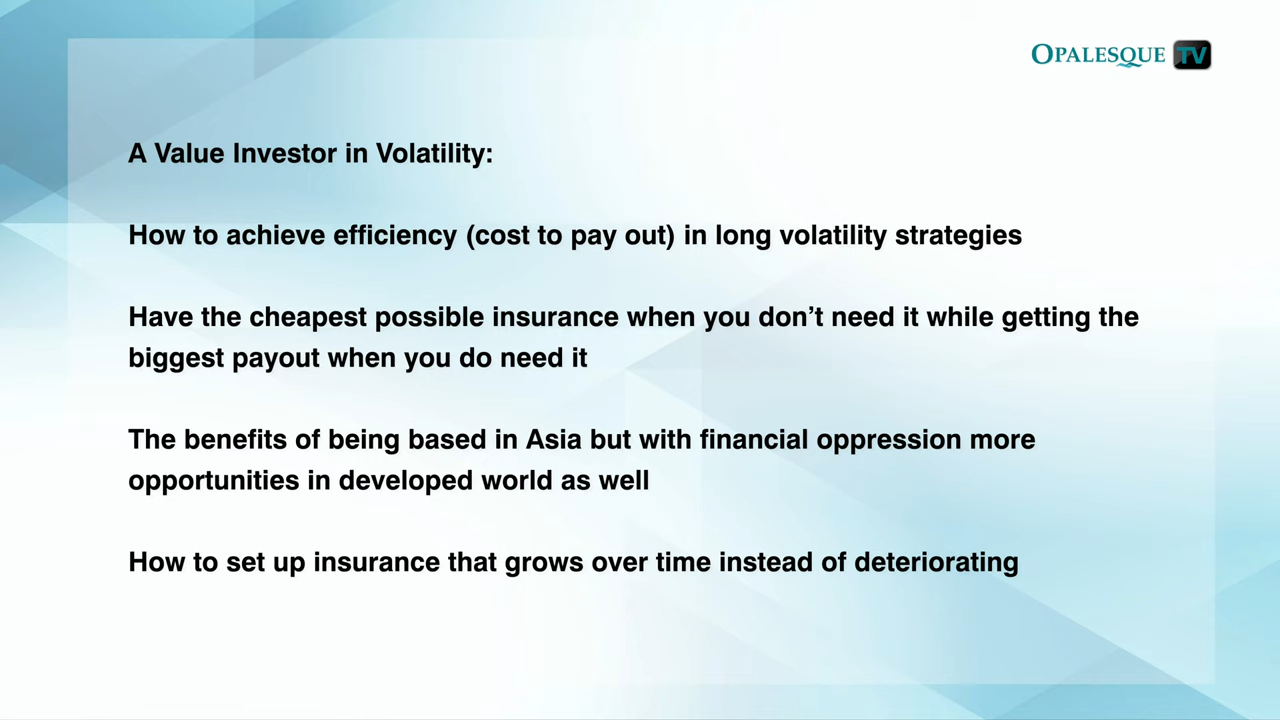 OPALESQUE TV
A Value Investor in Volatility:
How to achieve efficiency (cost to pay out) in long volatility strategies
Have the cheapest possible insurance when you don’t need it while getting the
biggest payout when you do need it
The benefits of being based in Asia but with financial oppression more
opportunities in developed world as well
How to set up insurance that grows over time instead of deteriorating